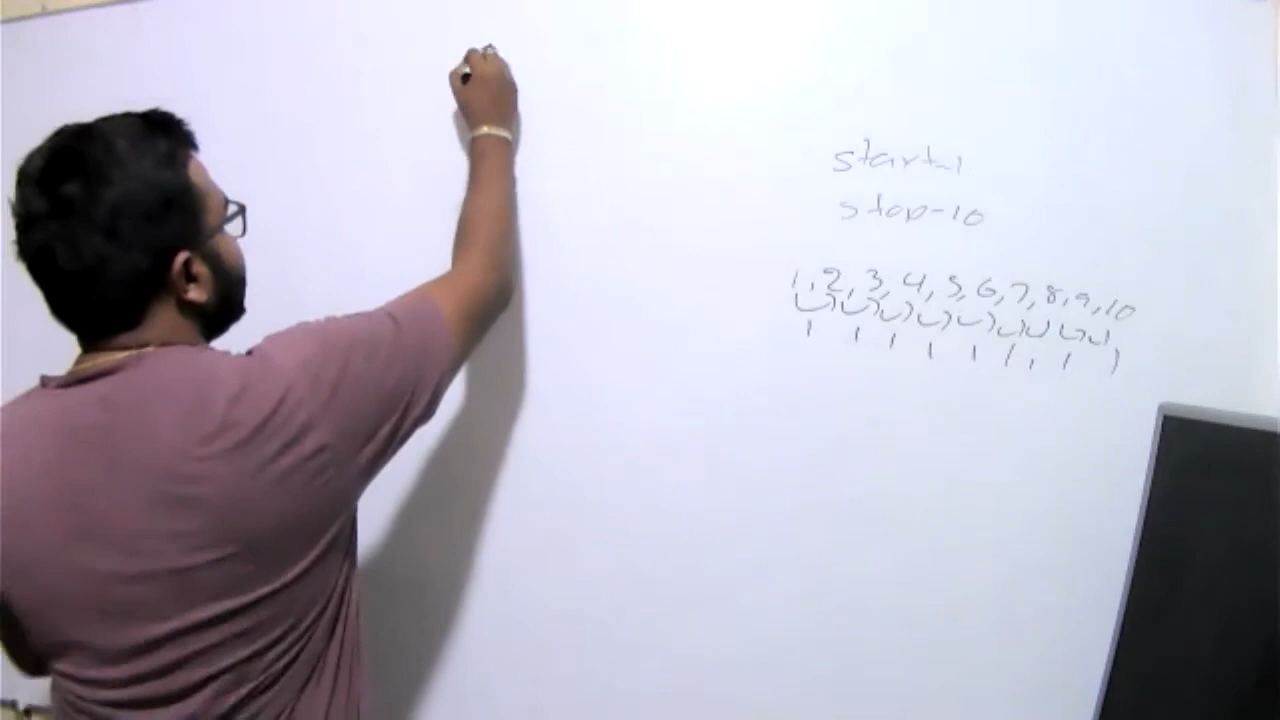 start-1
stop-10
1,2,3,4,5,6,7,8,9,10
1 1 1 1 1 1 1 1 1